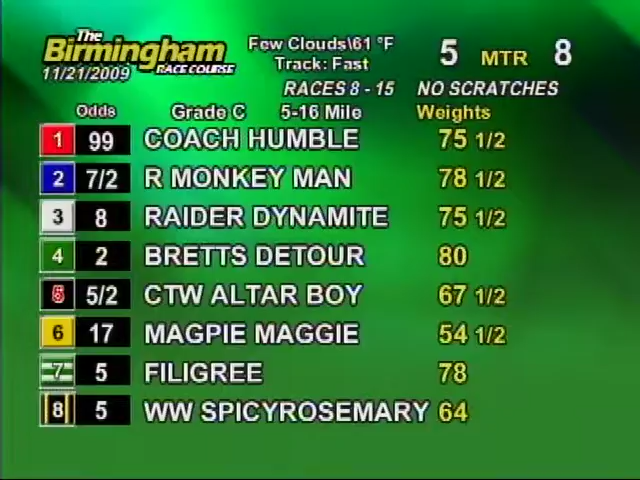 The
Birmingham
RACE COURSE
11/21/2009
Few Clouds\61 °F
Track: Fast
5 MTR 8
RACES 8 - 15 NO SCRATCHES
Odds Grade C 5-16 Mile Weights
1 99 COACH HUMBLE 75 1/2
2 7/2 R MONKEY MAN 78 1/2
3 8 RAIDER DYNAMITE 75 1/2
4 2 BRETTS DETOUR 80
5 5/2 CTW ALTAR BOY 67 1/2
6 17 MAGPIE MAGGIE 54 1/2
7 5 FILIGREE 78
8 5 WW SPICYROSEMARY 64